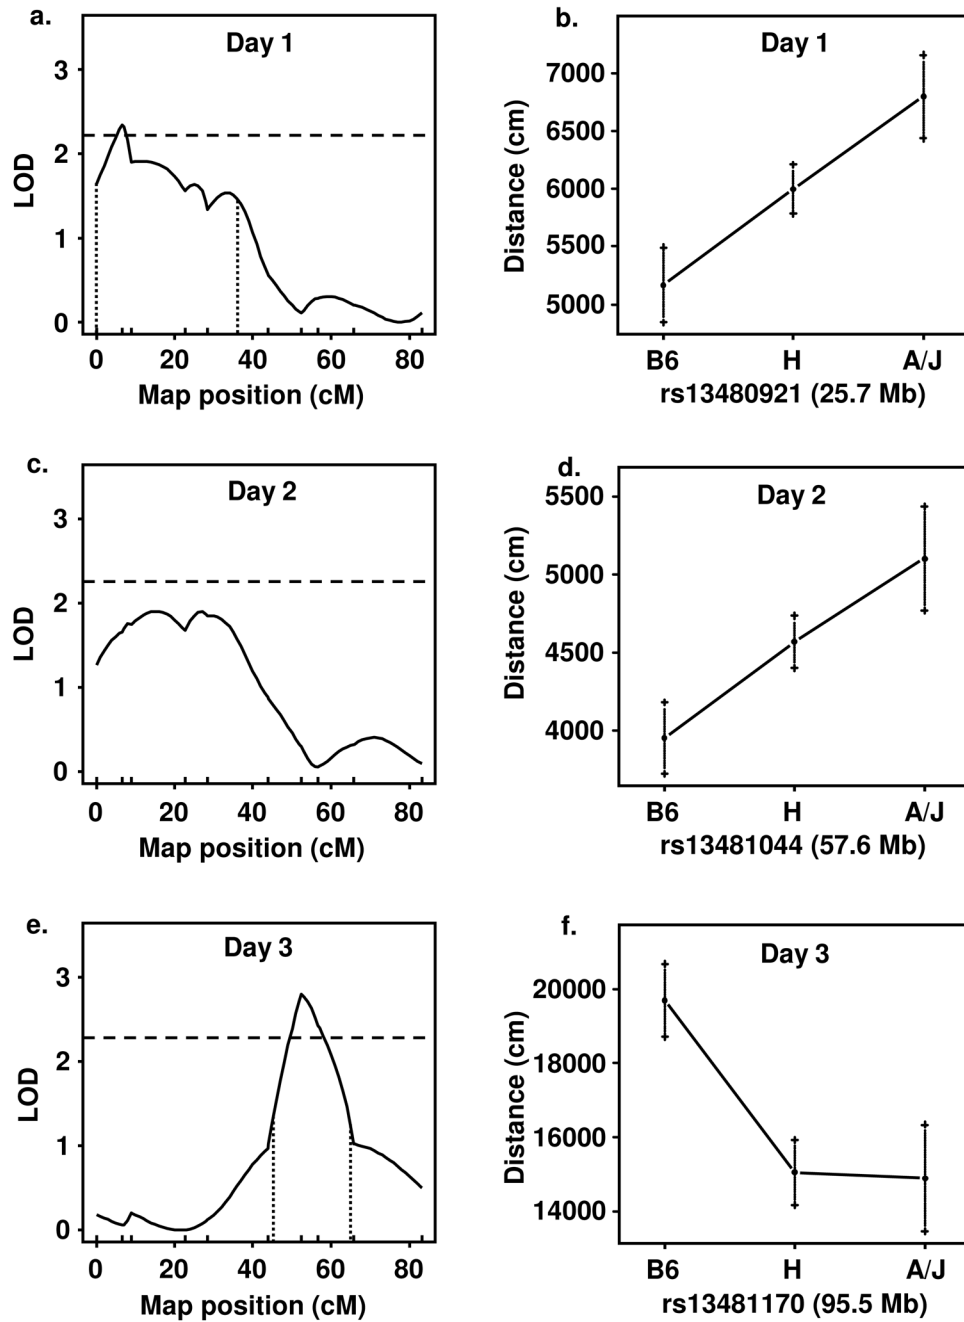 a.
Day 1
3
2
1
0
LOD
0 20 40 60 80
Map position (cM)
b.
Day 1
7000
6500
6000
5500
5000
Distance (cm)
B6 H A/J
rs13480921 (25.7 Mb)
c.
Day 2
3
2
1
0
LOD
0 20 40 60 80
Map position (cM)
d.
Day 2
5500
5000
4500
4000
Distance (cm)
B6 H A/J
rs13481044 (57.6 Mb)
e.
Day 3
3
2
1
0
LOD
0 20 40 60 80
Map position (cM)
f.
Day 3
20000
18000
16000
14000
Distance (cm)
B6 H A/J
rs13481170 (95.5 Mb)